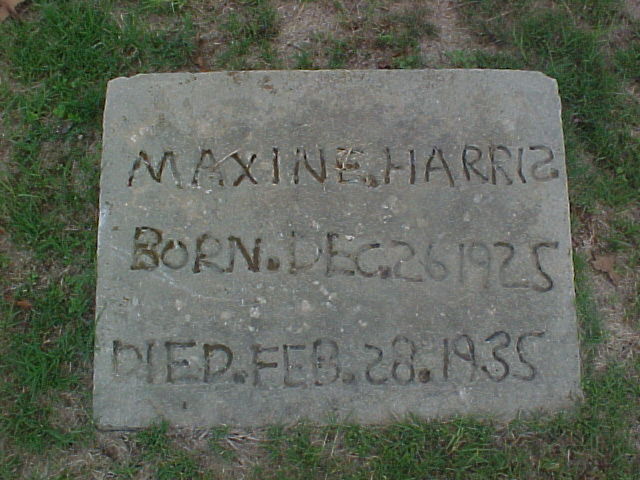 MAXINE.HARRIS
BORN.DEC.26 1925
DIED.FEB.28.1935